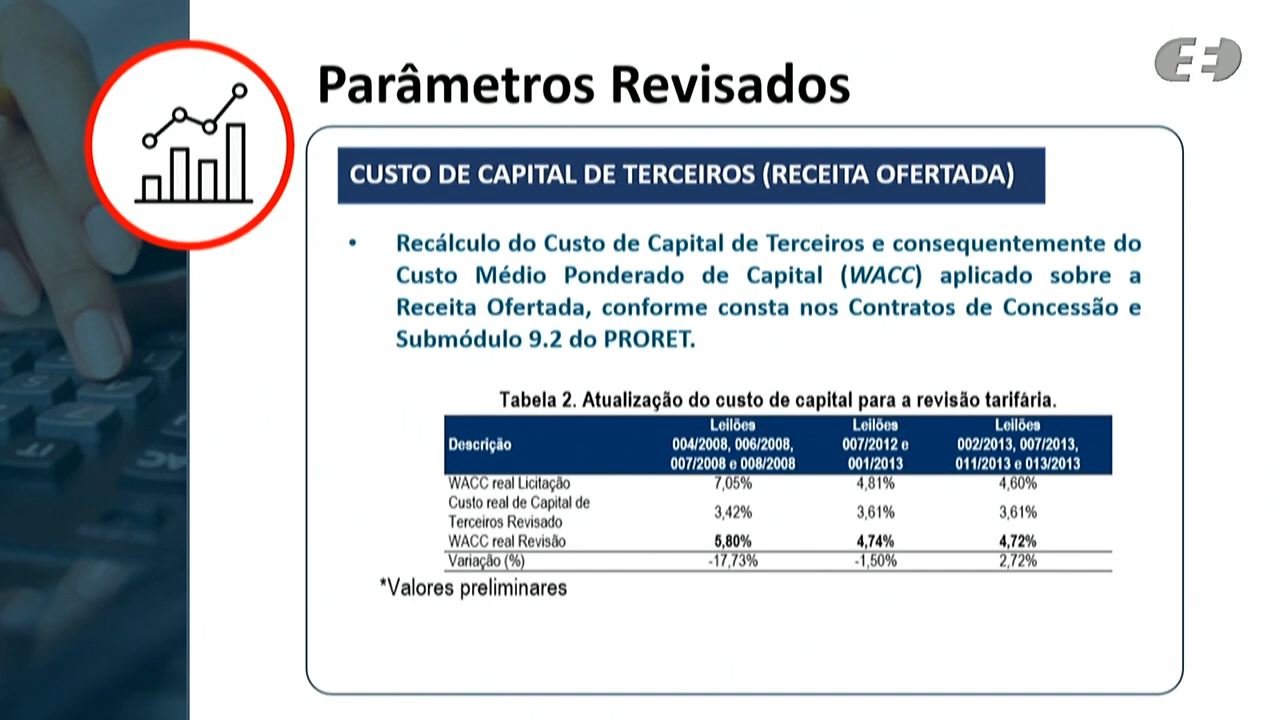 Parâmetros Revisados
CUSTO DE CAPITAL DE TERCEIROS (RECEITA OFERTADA)
• Recálculo do Custo de Capital de Terceiros e consequentemente do
Custo Médio Ponderado de Capital (WACC) aplicado sobre a
Receita Ofertada, conforme consta nos Contratos de Concessão e
Submódulo 9.2 do PRORET.
Tabela 2. Atualização do custo de capital para a revisão tarifária.
Descrição
Leilões
004/2008, 006/2008,
007/2008 e 008/2008
Leilões
007/2012 e
001/2013
Leilões
002/2013, 007/2013,
011/2013 e 013/2013
WACC real Licitação 7,05% 4,81% 4,60%
Custo real de Capital de
Terceiros Revisado 3,42% 3,61% 3,61%
WACC real Revisão 5,80% 4,74% 4,72%
Variação (%) -17,73% -1,50% 2,72%
*Valores preliminares